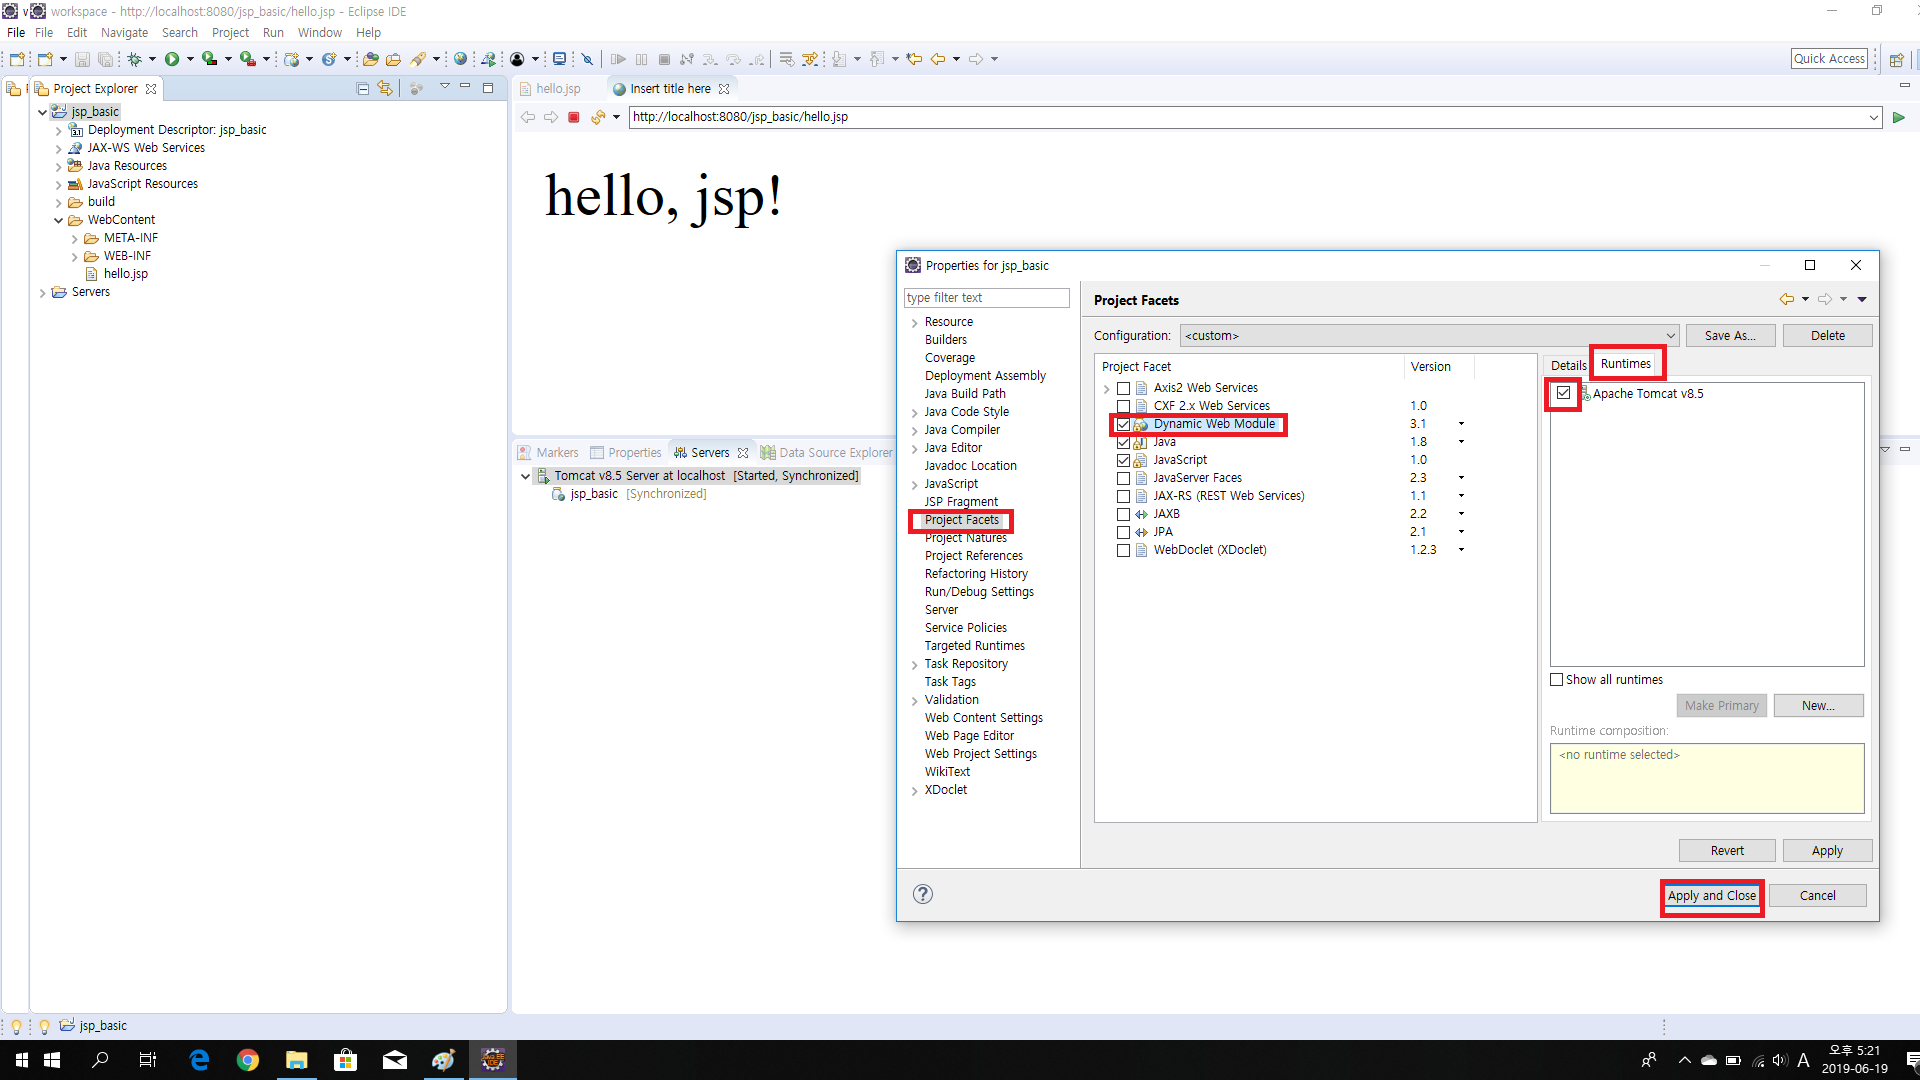 workspace - http://localhost:8080/jsp_basic/hello.jsp - Eclipse IDE
File File Edit Navigate Search Project Run Window Help
Quick Access
Project Explorer
jsp_basic
Deployment Descriptor: jsp_basic
JAX-WS Web Services
Java Resources
JavaScript Resources
build
WebContent
META-INF
WEB-INF
hello.jsp
Servers
hello.jsp Insert title here
http://localhost:8080/jsp_basic/hello.jsp
hello, jsp!
Markers Properties Servers Data Source Explorer
Tomcat v8.5 Server at localhost [Started, Synchronized]
jsp_basic [Synchronized]
Properties for jsp_basic
type filter text
Resource
Builders
Coverage
Deployment Assembly
Java Build Path
Java Code Style
Java Compiler
Java Editor
Javadoc Location
JavaScript
JSP Fragment
Project Facets
Project Natures
Project References
Refactoring History
Run/Debug Settings
Server
Service Policies
Targeted Runtimes
Task Repository
Task Tags
Validation
Web Content Settings
Web Page Editor
Web Project Settings
WikiText
XDoclet
Project Facets
Configuration: <custom> Save As... Delete
Project Facet Version
Axis2 Web Services
CXF 2.x Web Services 1.0
Dynamic Web Module 3.1
Java 1.8
JavaScript 1.0
JavaServer Faces 2.3
JAX-RS (REST Web Services) 1.1
JAXB 2.2
JPA 2.1
WebDoclet (XDoclet) 1.2.3
Details Runtimes
Apache Tomcat v8.5
Show all runtimes
Make Primary New...
Runtime composition:
<no runtime selected>
Revert Apply
Apply and Close Cancel
jsp_basic
A
오후 5:21
2019-06-19